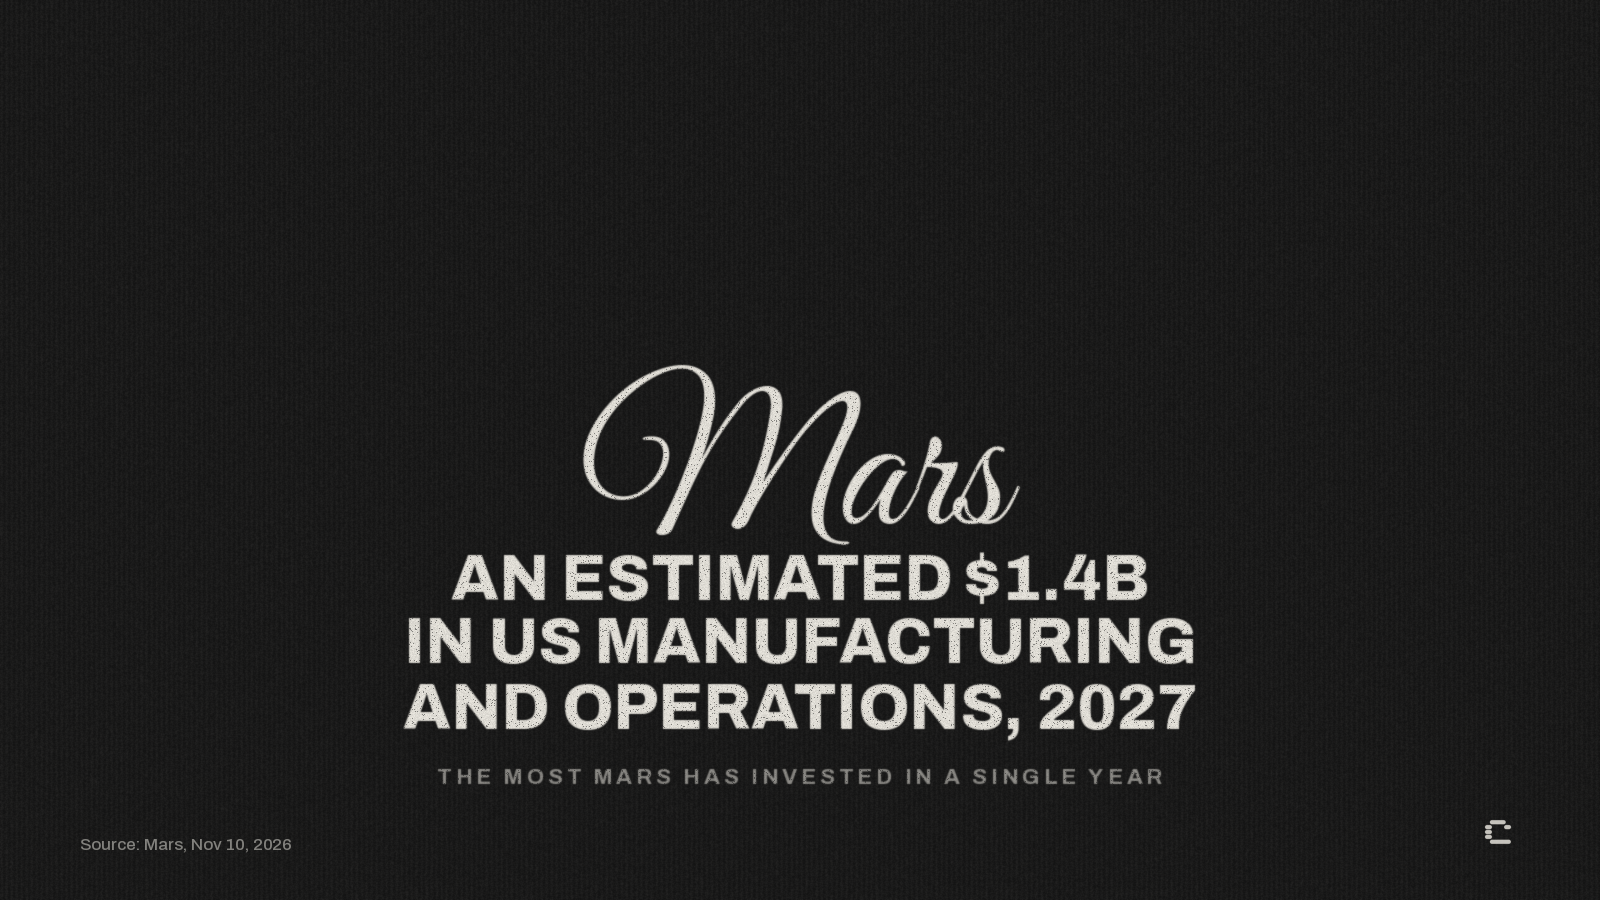 Mars
AN ESTIMATED $1.4B
IN US MANUFACTURING
AND OPERATIONS, 2027
THE MOST MARS HAS INVESTED IN A SINGLE YEAR
Source: Mars, Nov 10, 2026